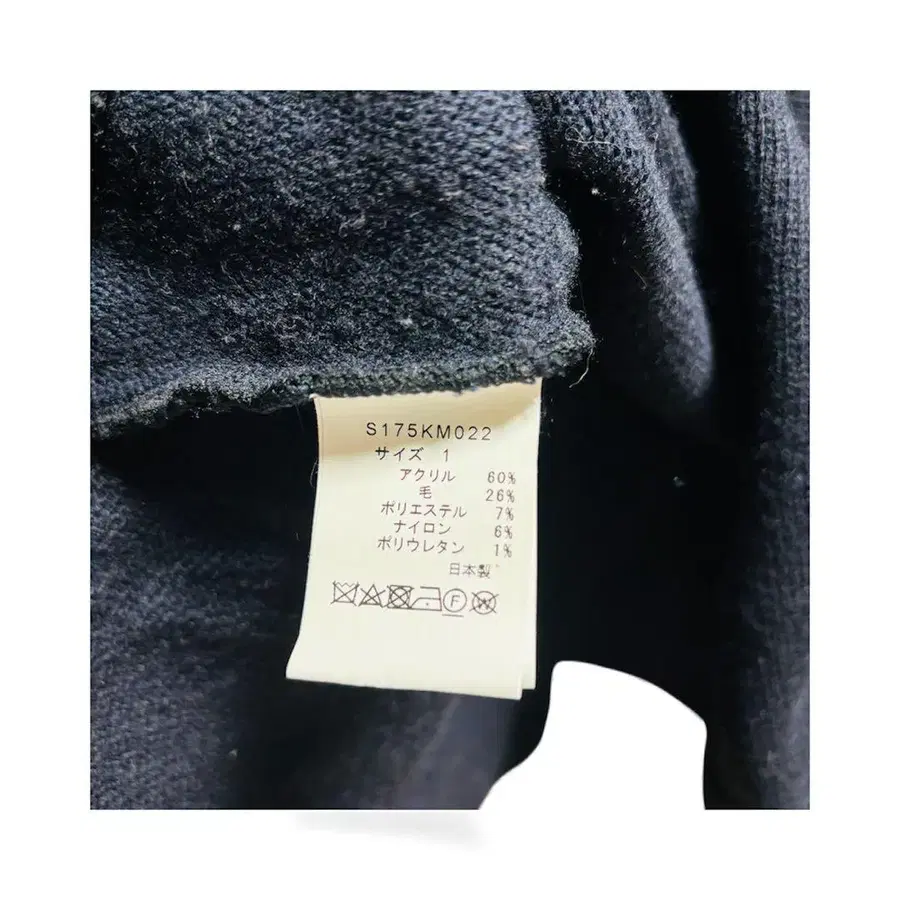 S175KM022
サイズ 1
アクリル 60%
毛 26%
ポリエステル 7%
ナイロン 6%
ポリウレタン 1%
日本製
F W